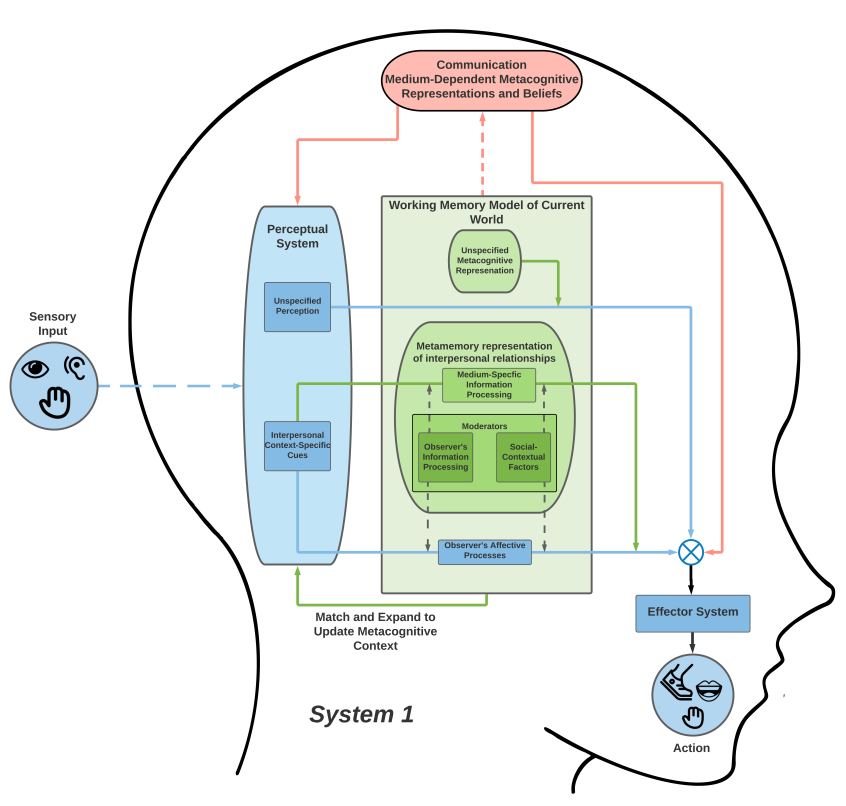 Communication
Medium-Dependent Metacognitive
Representations and Beliefs
Working Memory Model of Current
World
Perceptual
System
Unspecified
Metacognitive
Represenation
Unspecified
Perception
Sensory
Input
Metamemory representation
of interpersonal relationships
Medium-Specfic
Information
Processing
Moderators
Interpersonal
Context-Specific
Cues
Observer's
Information
Processing
Social-
Contextual
Factors
Observer's Affective
Processes
Match and Expand to
Update Metacognitive
Context
Effector System
System 1
Action